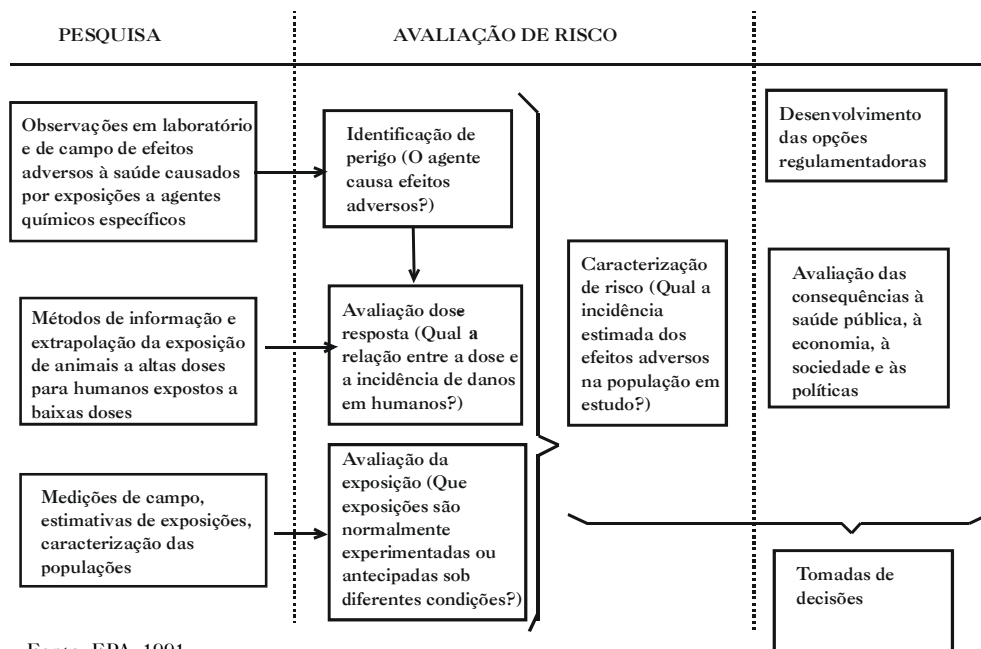 PESQUISA
AVALIAÇÃO DE RISCO
Observações em laboratório
e de campo de efeitos
adversos à saúde causados
por exposições a agentes
químicos específicos
Identificação de
perigo (O agente
causa efeitos
adversos?)
Desenvolvimento
das opções
regulamentadoras
Métodos de informação e
extrapolação da exposição
de animais a altas doses
para humanos expostos a
baixas doses
Avaliação dose
resposta (Qual a
relação entre a dose e
a incidência de danos
em humanos?)
Caracterização
de risco (Qual a
incidência
estimada dos
efeitos adversos
na população em
estudo?)
Avaliação das
consequências à
saúde pública, à
economia, à
sociedade e às
políticas
Medições de campo,
estimativas de exposições,
caracterização das
populações
Avaliação da
exposição (Que
exposições são
normalmente
experimentadas ou
antecipadas sob
diferentes condições?)
Tomadas de
decisões
Fonte: EPA, 1991